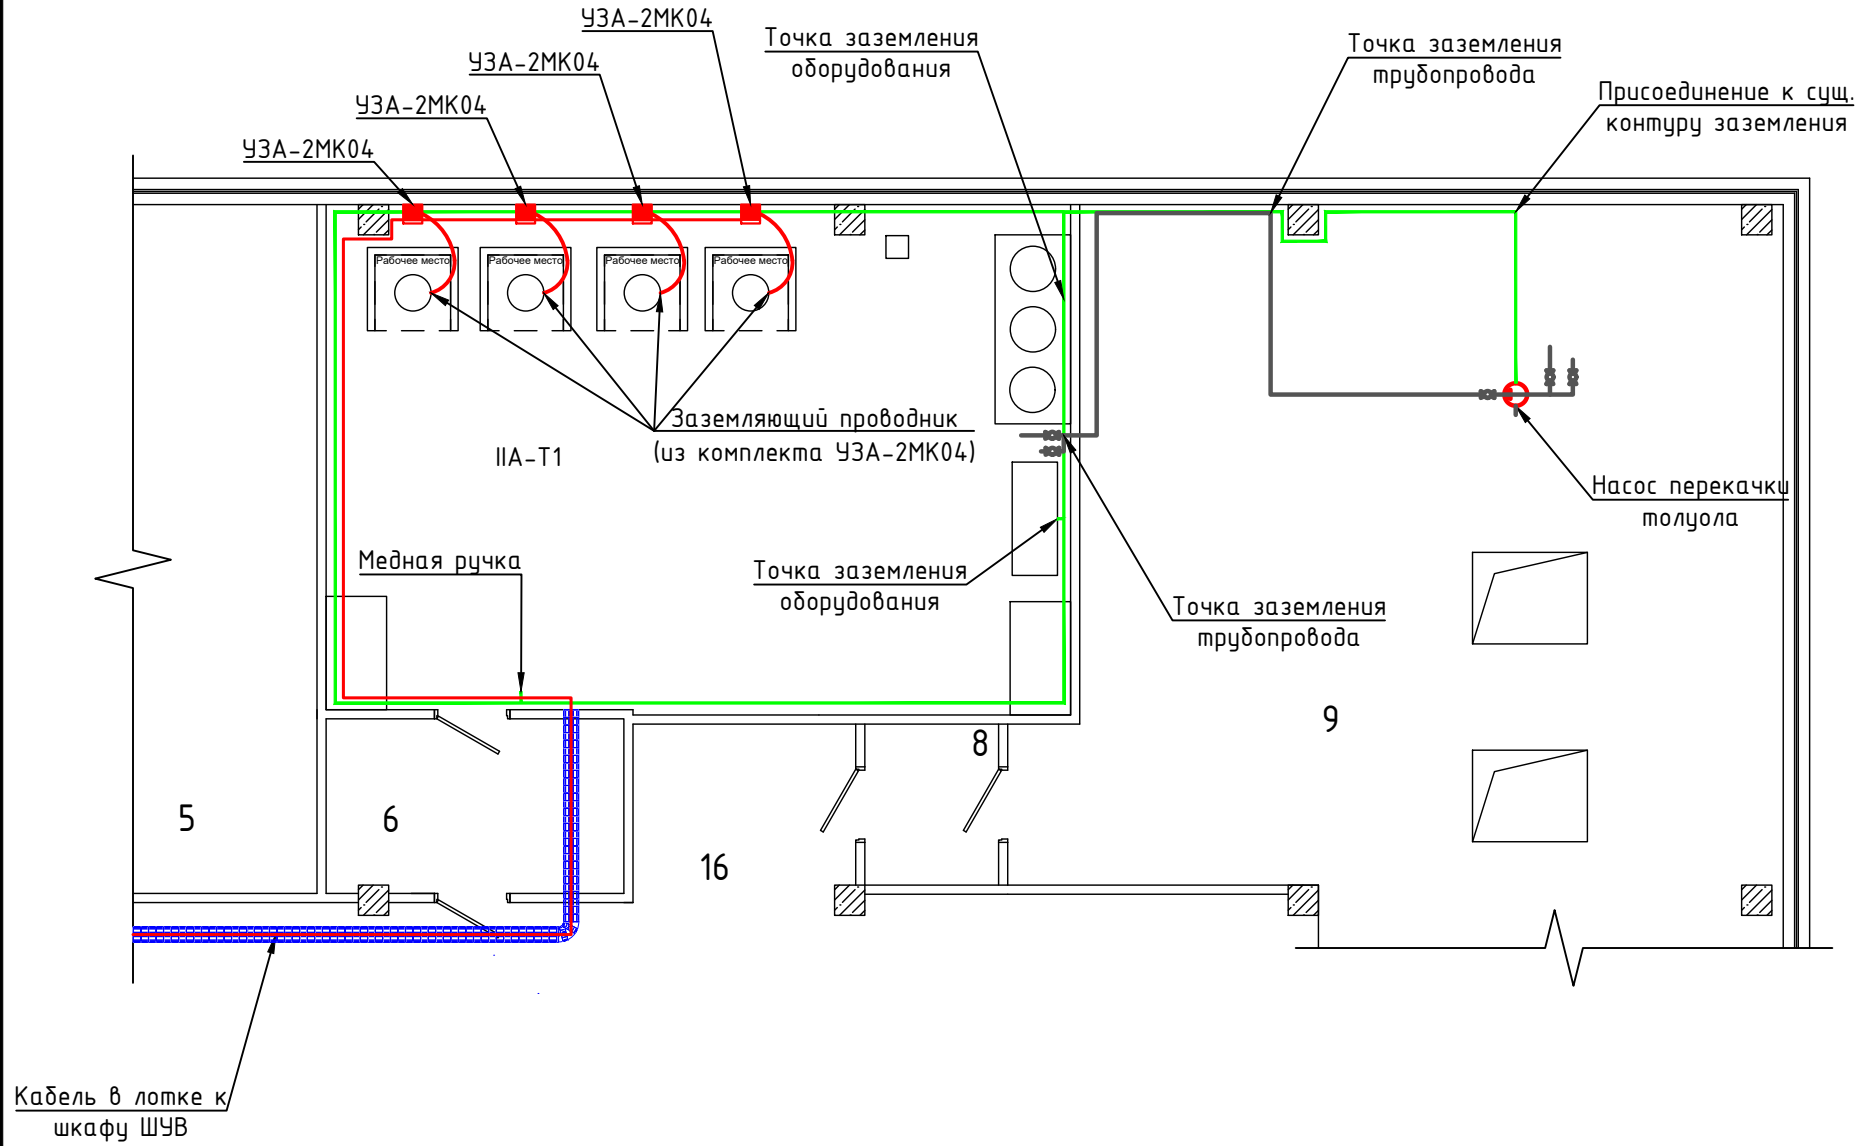 УЗА-2МК04
УЗА-2МК04
УЗА-2МК04
УЗА-2МК04
Точка заземления
оборудования
Точка заземления
трубопровода
Присоединение к сущ.
контуру заземления
Рабочее место
Рабочее место
Рабочее место
Рабочее место
Заземляющий проводник
(из комплекта УЗА-2МК04)
IIA-T1
Насос перекачки
толуола
Медная ручка
Точка заземления
оборудования
Точка заземления
трубопровода
5
6
16
8
9
Кабель в лотке к
шкафу ШУВ